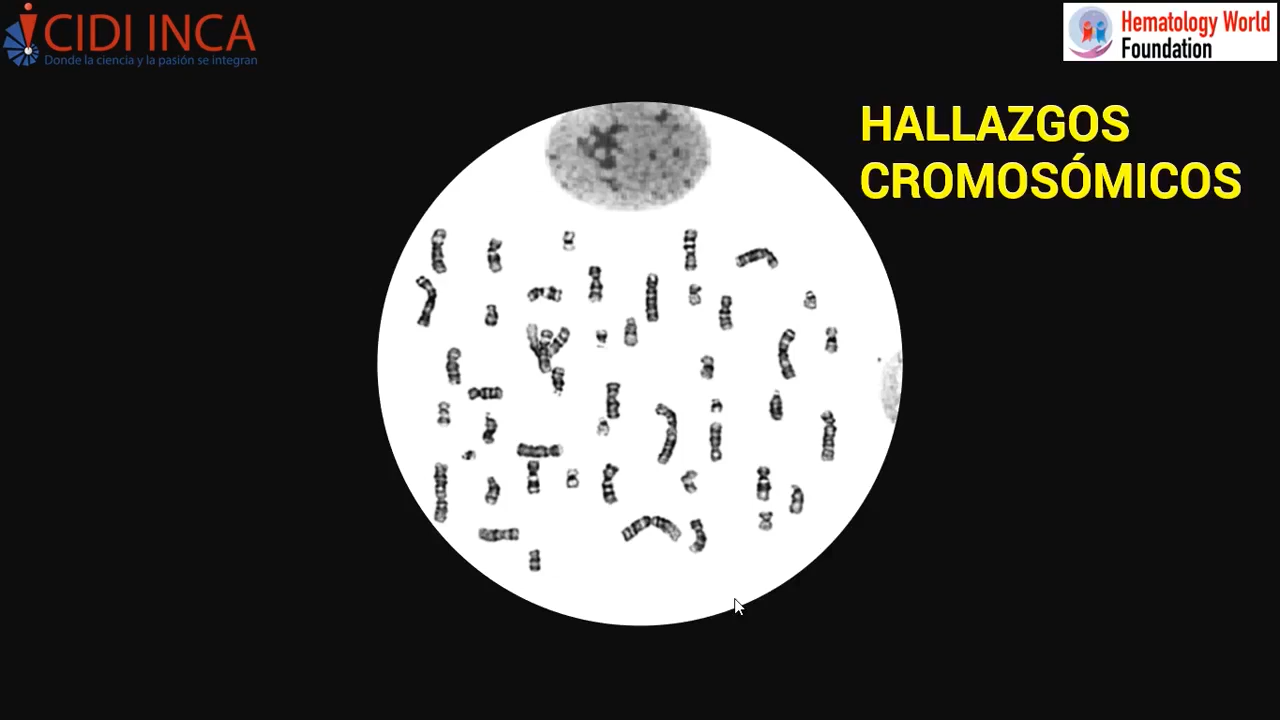 CIDI INCA
Donde la ciencia y la pasión se integran
Hematology World
Foundation
HALLAZGOS
CROMOSÓMICOS